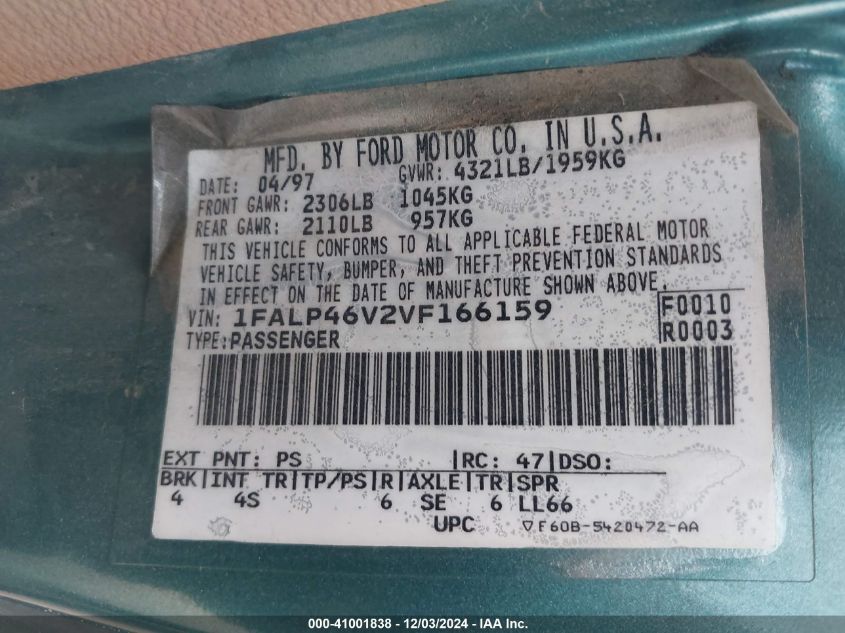 MFD. BY FORD MOTOR CO. IN U.S.A.
DATE: 04/97 GVWR: 4321LB/1959KG
FRONT GAWR: 2306LB 1045KG
REAR GAWR: 2110LB 957KG
THIS VEHICLE CONFORMS TO ALL APPLICABLE FEDERAL MOTOR
VEHICLE SAFETY, BUMPER, AND THEFT PREVENTION STANDARDS
IN EFFECT ON THE DATE OF MANUFACTURE SHOWN ABOVE.
VIN: 1FALP46V2VF166159 F0010
TYPE:PASSENGER R0003
EXT PNT: PS |RC: 47|DSO:
BRK|INT TR|TP/PS|R|AXLE|TR|SPR
4 4S 6 SE 6 LL66
UPC ▽F60B-5420472-AA
000-41001838 - 12/03/2024 - IAA Inc.